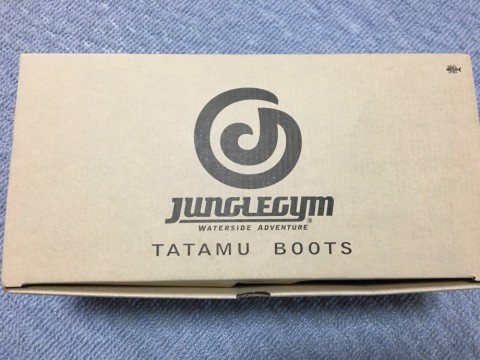 JUNGLEGYM
®
WATERSIDE ADVENTURE
TATAMU BOOTS